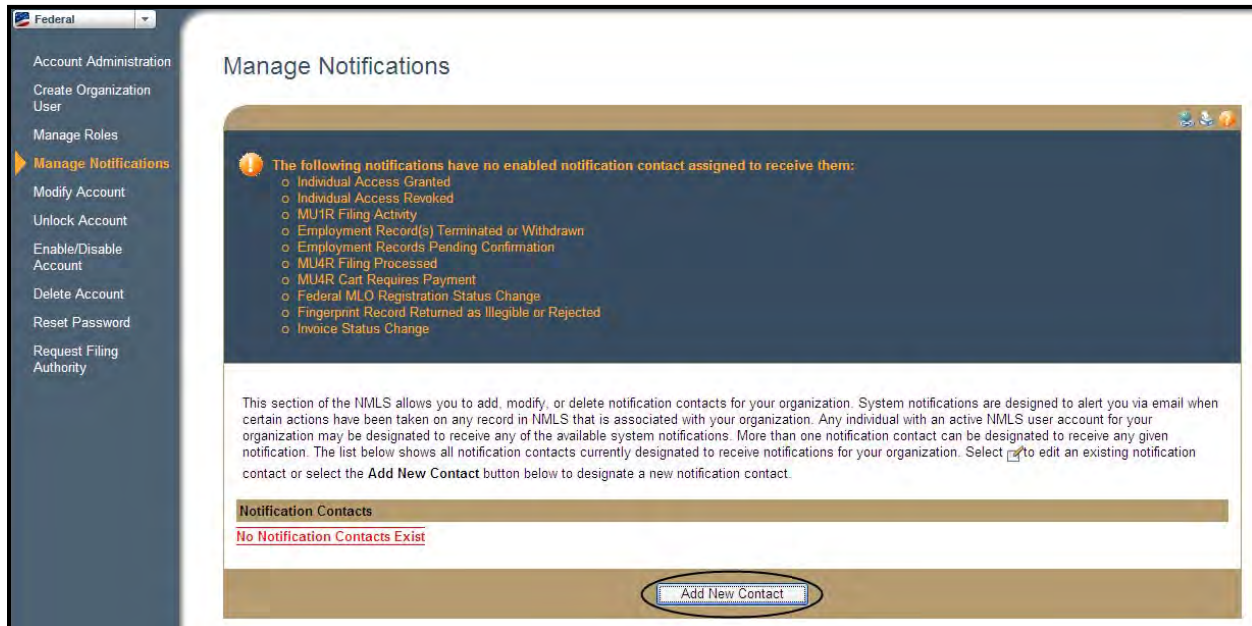 Federal
Account Administration
Create Organization
User
Manage Roles
Manage Notifications
Modify Account
Unlock Account
Enable/Disable
Account
Delete Account
Reset Password
Request Filing
Authority
Manage Notifications
The following notifications have no enabled notification contact assigned to receive them:
Individual Access Granted
Individual Access Revoked
MU1R Filing Activity
Employment Record(s) Terminated or Withdrawn
Employment Records Pending Confirmation
MU4R Filing Processed
MU4R Cart Requires Payment
Federal MLO Registration Status Change
Fingerprint Record Returned as Illegible or Rejected
Invoice Status Change
This section of the NMLS allows you to add, modify, or delete notification contacts for your organization. System notifications are designed to alert you via email when
certain actions have been taken on any record in NMLS that is associated with your organization. Any individual with an active NMLS user account for your
organization may be designated to receive any of the available system notifications. More than one notification contact can be designated to receive any given
notification. The list below shows all notification contacts currently designated to receive notifications for your organization. Select to edit an existing notification
contact or select the Add New Contact button below to designate a new notification contact.
Notification Contacts
No Notification Contacts Exist
Add New Contact